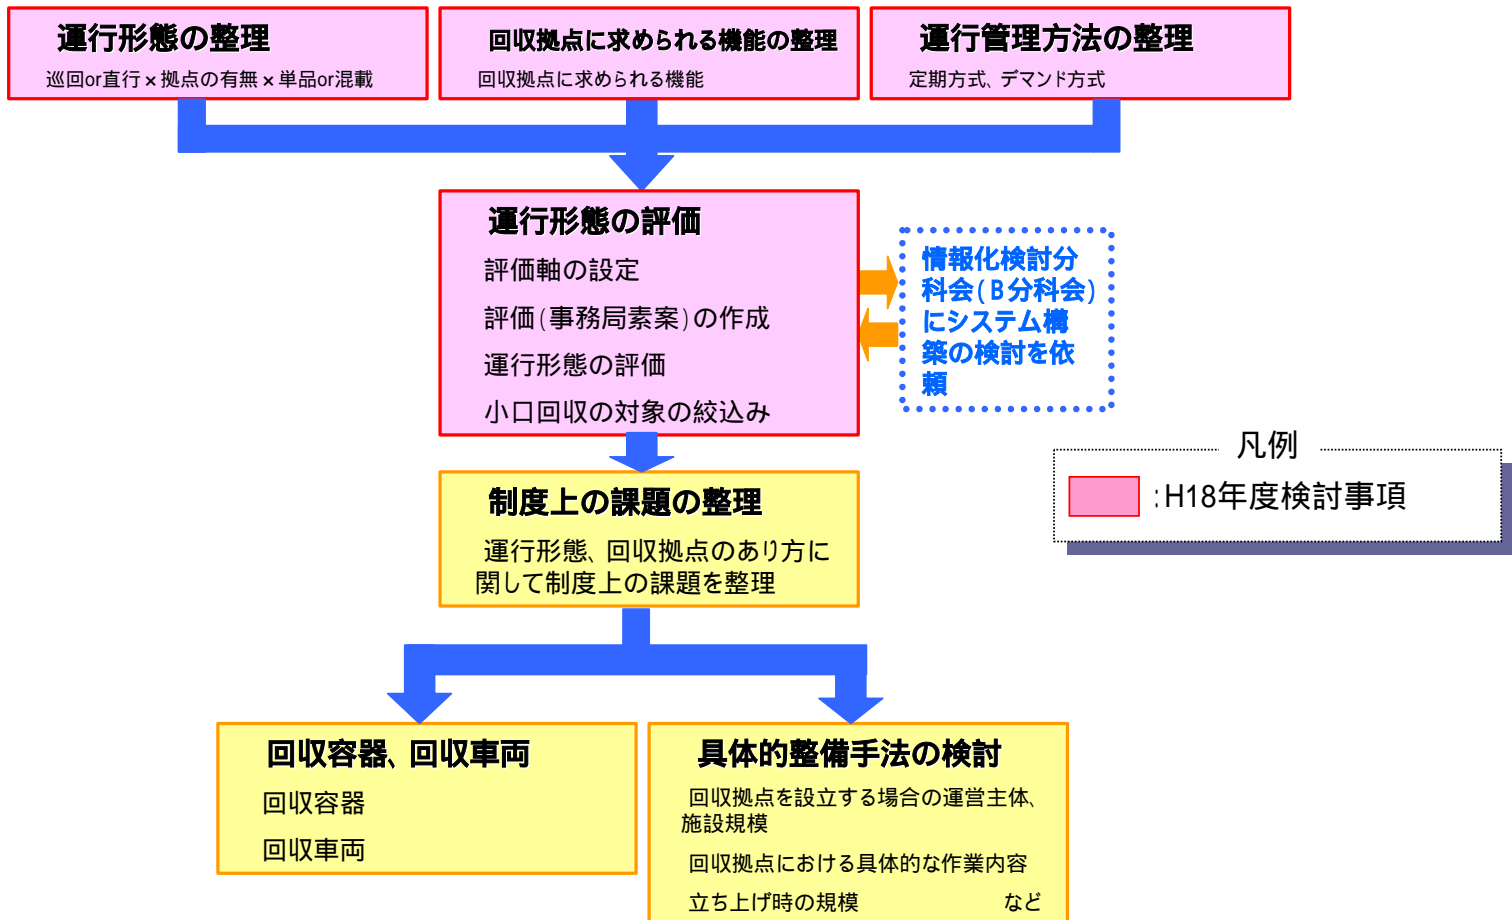 運行形態の整理
巡回or直行×拠点の有無×単品or混載
回収拠点に求められる機能の整理
回収拠点に求められる機能
運行管理方法の整理
定期方式、デマンド方式
運行形態の評価
評価軸の設定
評価(事務局素案)の作成
運行形態の評価
小口回収の対象の絞込み
情報化検討分
科会(B分科会)
にシステム構
築の検討を依
頼
凡例
:H18年度検討事項
制度上の課題の整理
運行形態、回収拠点のあり方に
関して制度上の課題を整理
回収容器、回収車両
回収容器
回収車両
具体的整備手法の検討
回収拠点を設立する場合の運営主体、
施設規模
回収拠点における具体的な作業内容
立ち上げ時の規模 など